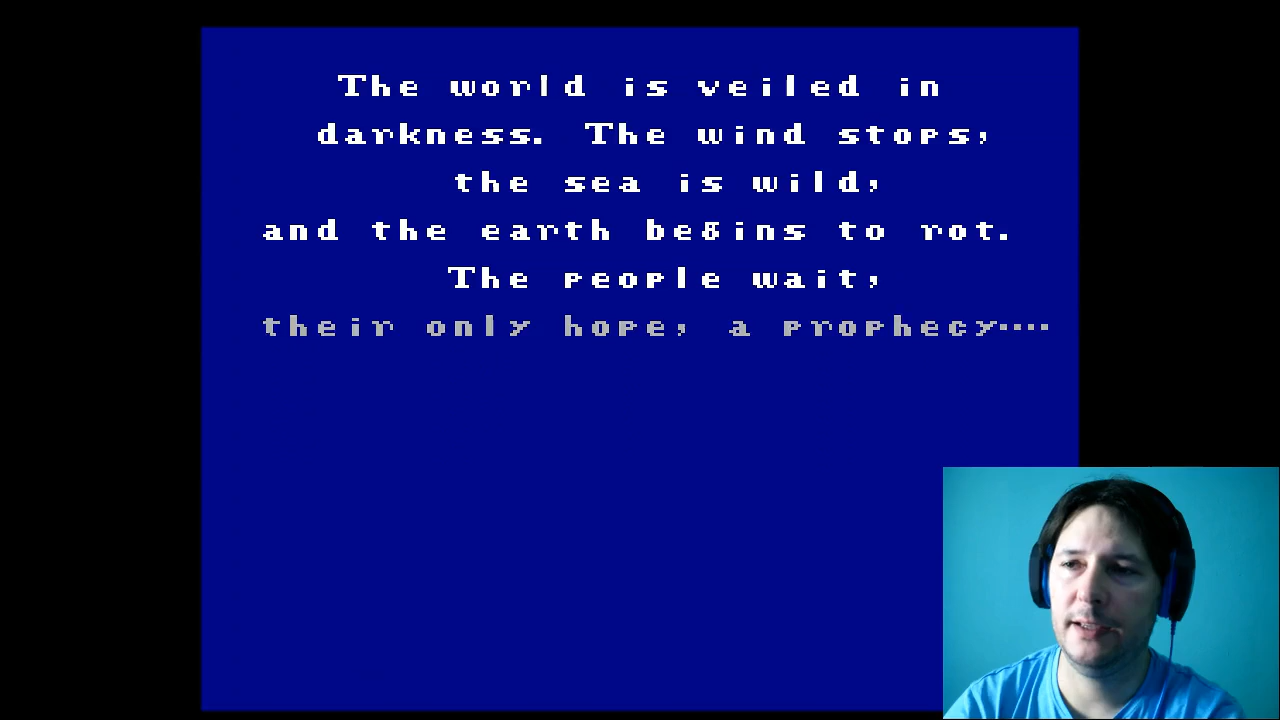 The world is veiled in
darkness. The wind stops,
the sea is wild,
and the earth begins to rot.
The people wait,
their only hope, a prophecy....